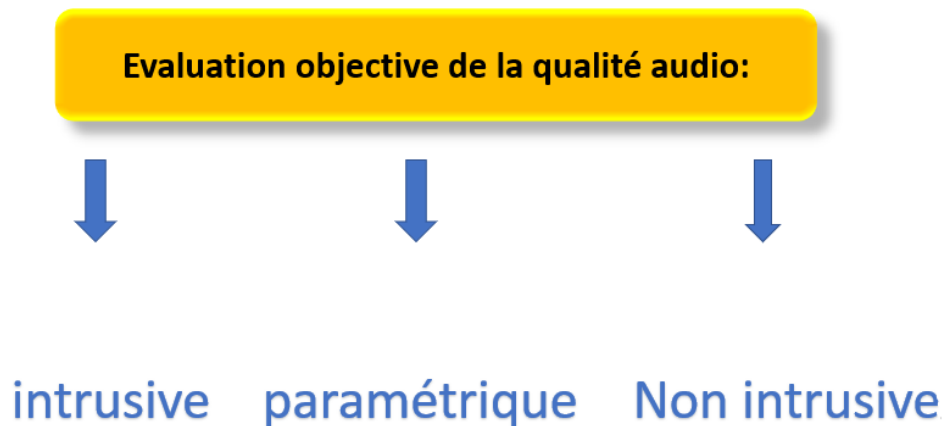 Evaluation objective de la qualité audio:
intrusive paramétrique Non intrusive